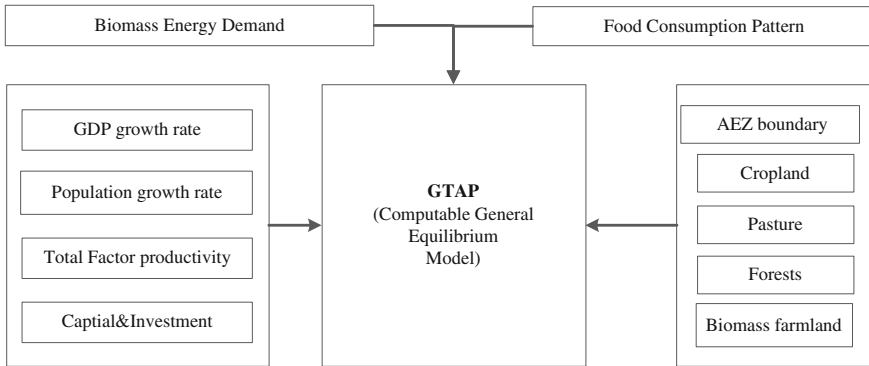 Biomass Energy Demand
Food Consumption Pattern
GDP growth rate
Population growth rate
Total Factor productivity
Captial&Investment
GTAP
(Computable General
Equilibrium
Model)
AEZ boundary
Cropland
Pasture
Forests
Biomass farmland